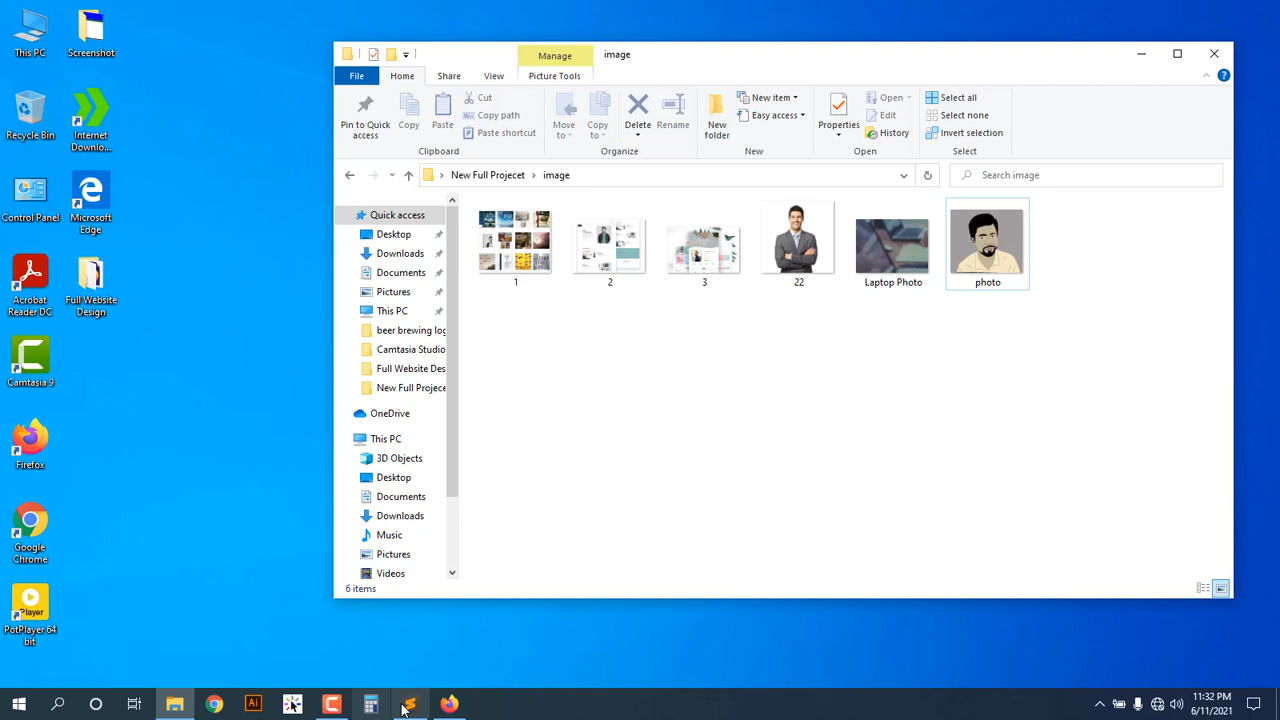 This PC
Screenshot
Recycle Bin
Internet
Downlo...
Control Panel
Microsoft
Edge
Acrobat
Reader DC
Full Website
Design
Camtasia 9
Firefox
Google
Chrome
Player
PotPlayer 64
bit
Manage
image
File
Home
Share
View
Picture Tools
Pin to Quick
access
Copy
Paste
Cut
Copy path
Paste shortcut
Clipboard
Move
to
Copy
to
Delete
Rename
Organize
New
folder
New item
Easy access
New
Properties
Open
Edit
History
Open
Select all
Select none
Invert selection
Select
New Full Projecet > image
Search image
Quick access
Desktop
Downloads
Documents
Pictures
This PC
beer brewing log
Camtasia Studio
Full Website Des
New Full Projece
OneDrive
This PC
3D Objects
Desktop
Documents
Downloads
Music
Pictures
Videos
1
2
3
22
Laptop Photo
photo
6 items
Ai
11:32 PM
6/11/2021